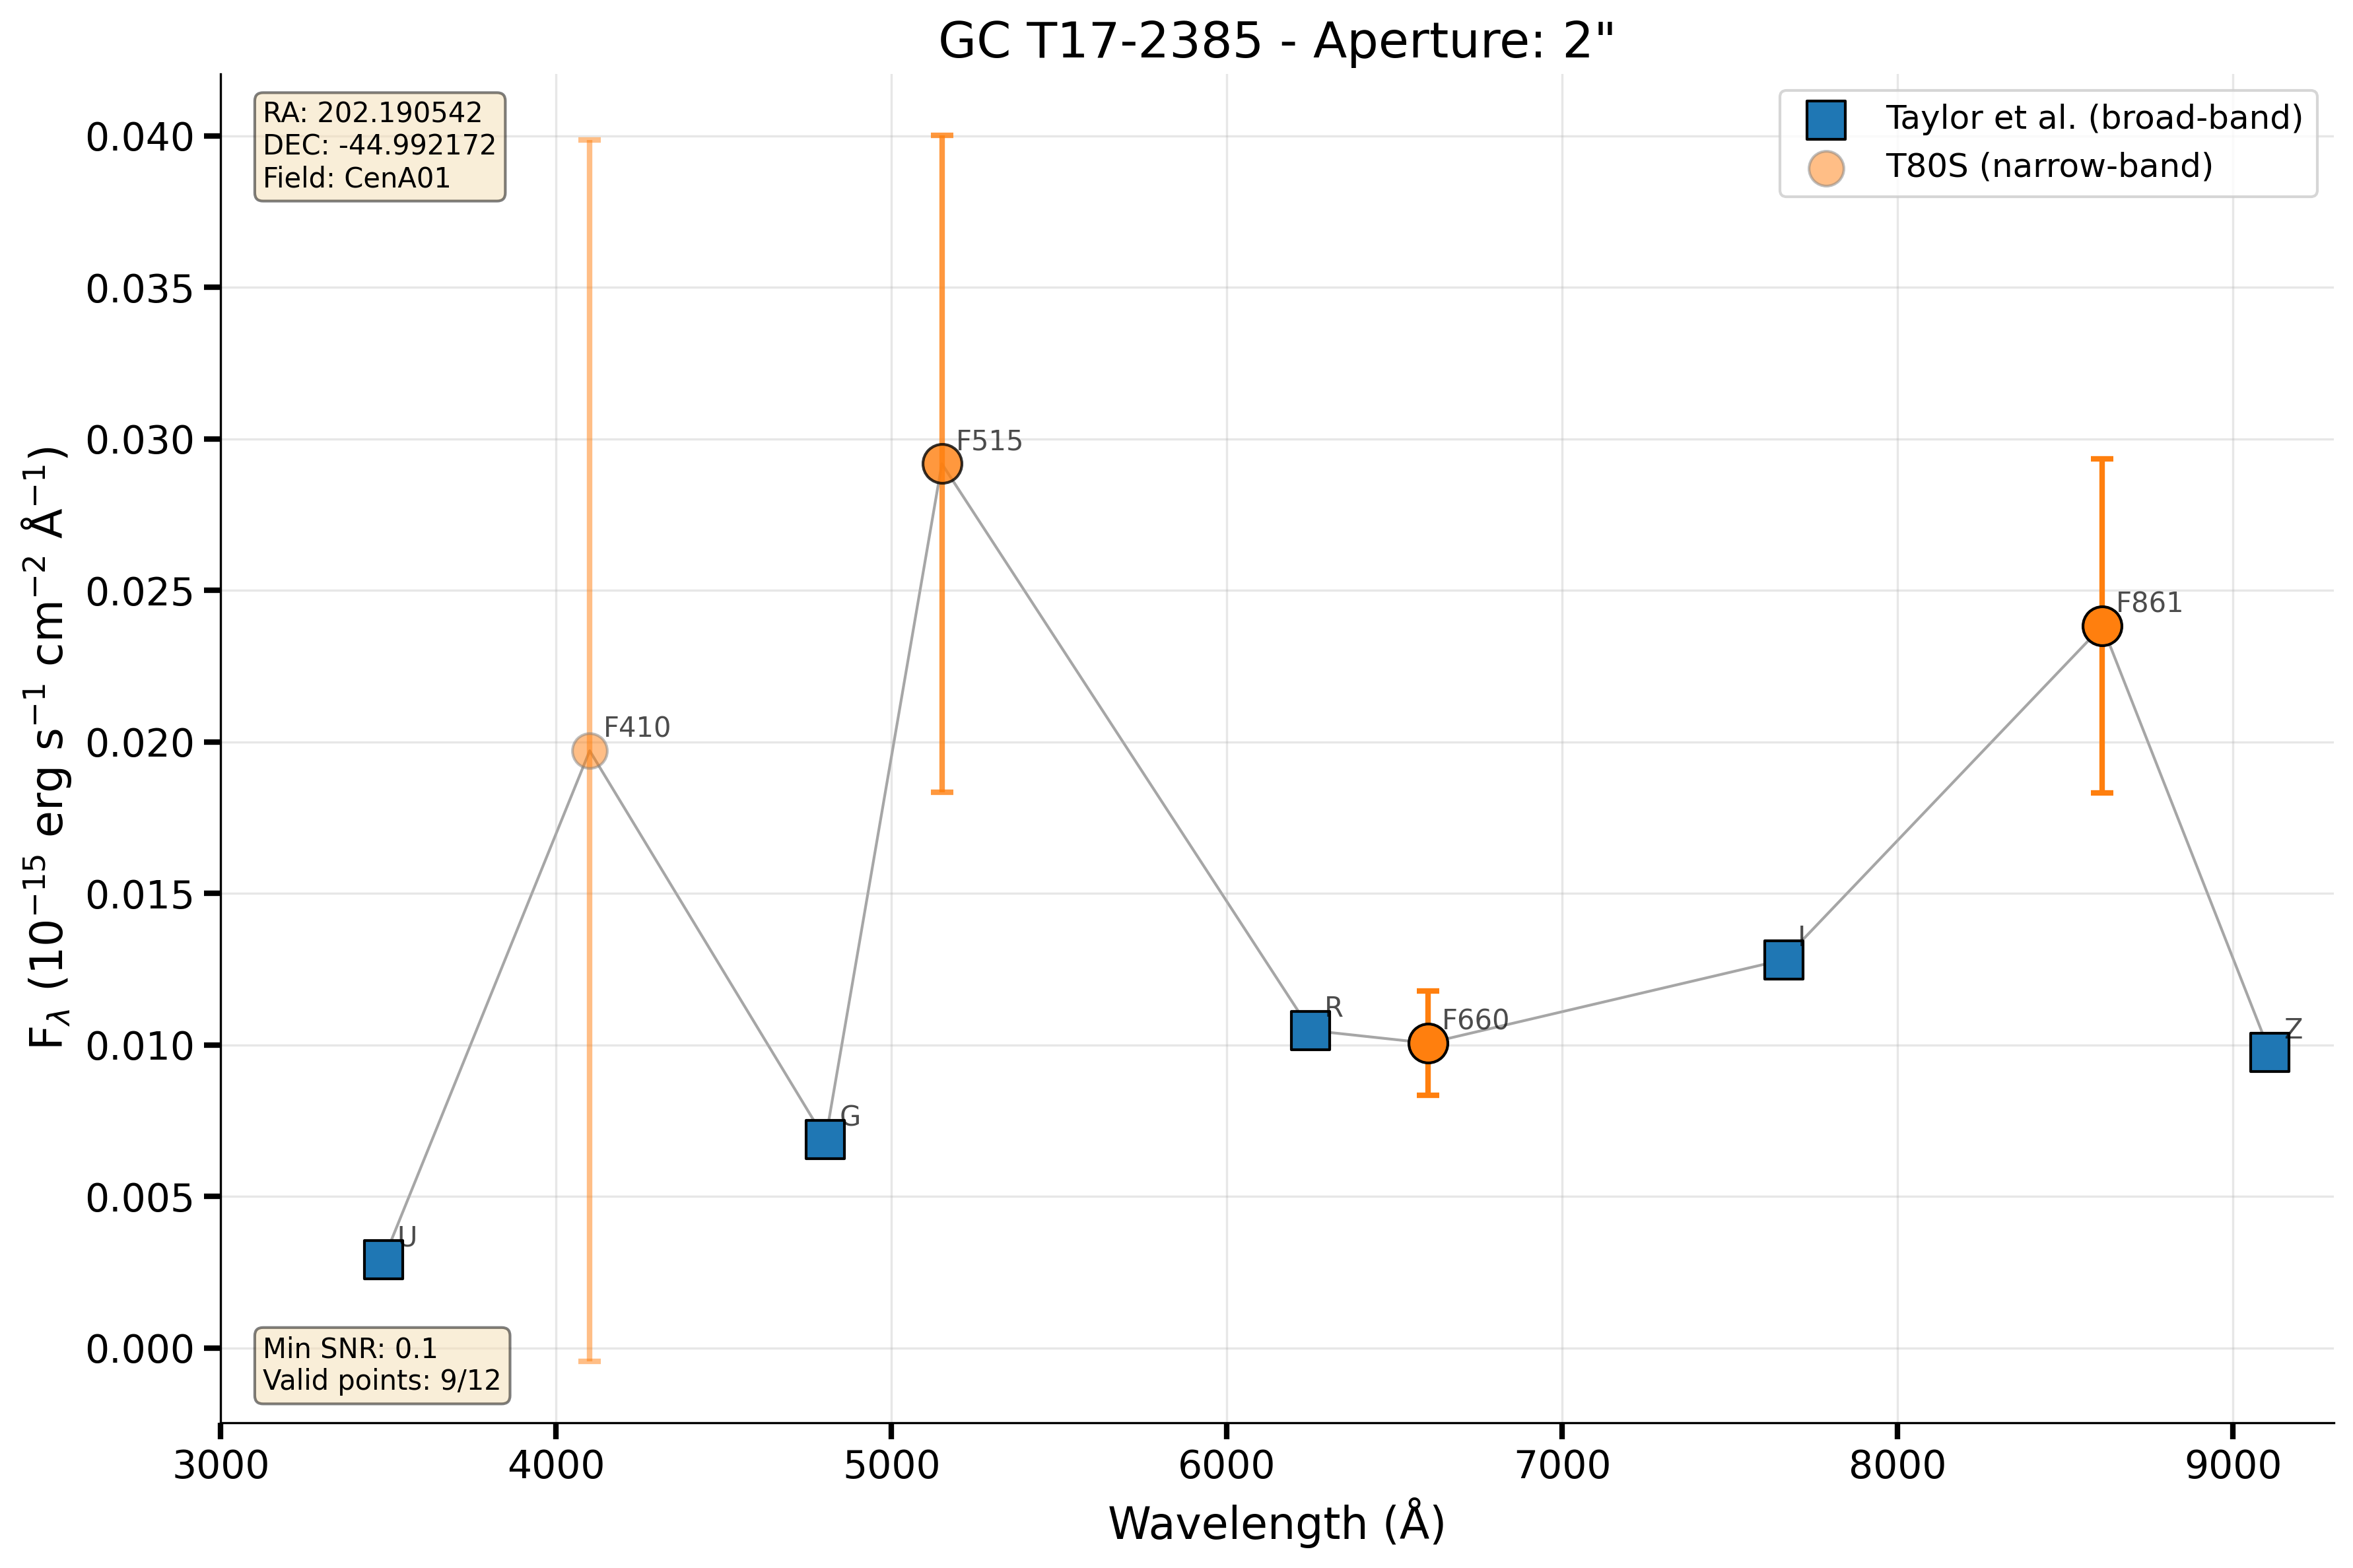 GC T17-2385 - Aperture: 2"
RA: 202.190542
DEC: -44.992172
Field: CenA01
Taylor et al. (broad-band)
T80S (narrow-band)
0.040
0.035
0.030
0.025
0.020
0.015
0.010
0.005
0.000
F_λ (10⁻¹⁵ erg s⁻¹ cm⁻² Å⁻¹)
F515
F861
F410
I
R
F660
Z
G
U
Min SNR: 0.1
Valid points: 9/12
3000 4000 5000 6000 7000 8000 9000
Wavelength (Å)